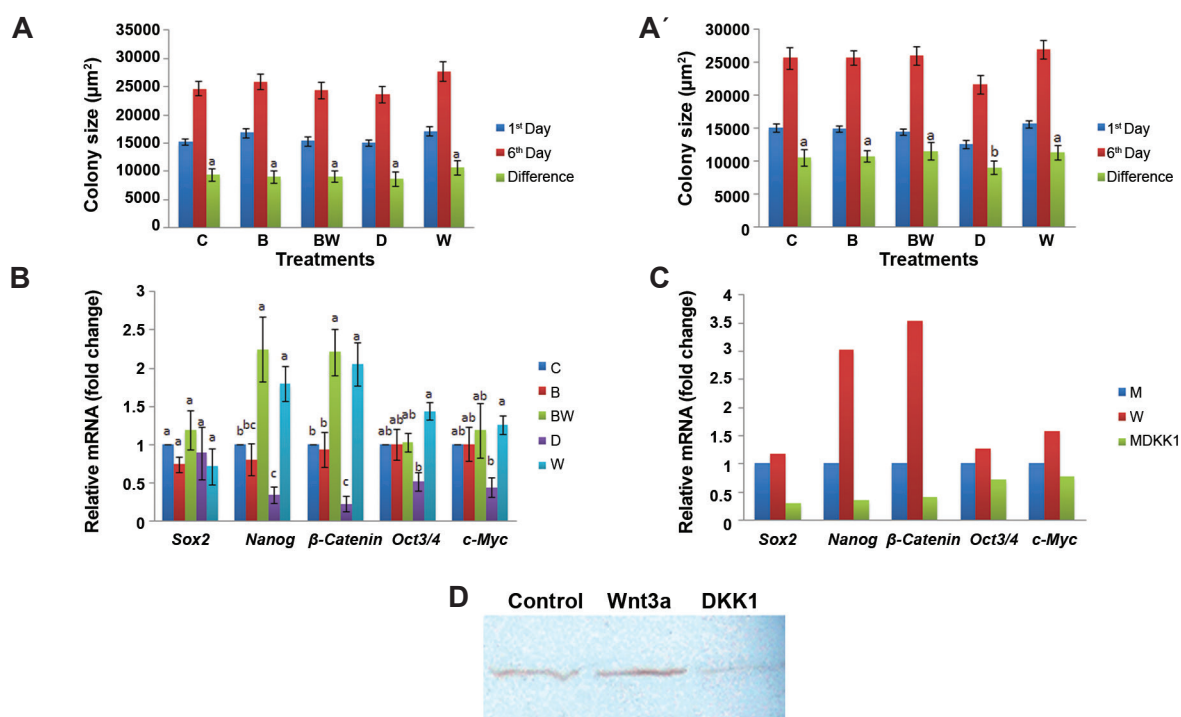 A
Colony size (µm²)
35000
30000
25000
20000
15000
10000
5000
0
a a a a a
C B BW D W
Treatments
1st Day
6th Day
Difference
A´
Colony size (µm²)
30000
25000
20000
15000
10000
5000
0
a a a b a
C B BW D W
Treatments
1st Day
6th Day
Difference
B
Relative mRNA (fold change)
3
2.5
2
1.5
1
0.5
0
a a a a a
b bc a c a
b b a c a
ab ab ab b a
ab ab ab b a
Sox2 Nanog β-Catenin Oct3/4 c-Myc
C
B
BW
D
W
C
Relative mRNA (fold change)
4
3.5
3
2.5
2
1.5
1
0.5
0
Sox2 Nanog β-Catenin Oct3/4 c-Myc
M
W
MDKK1
D
Control Wnt3a DKK1